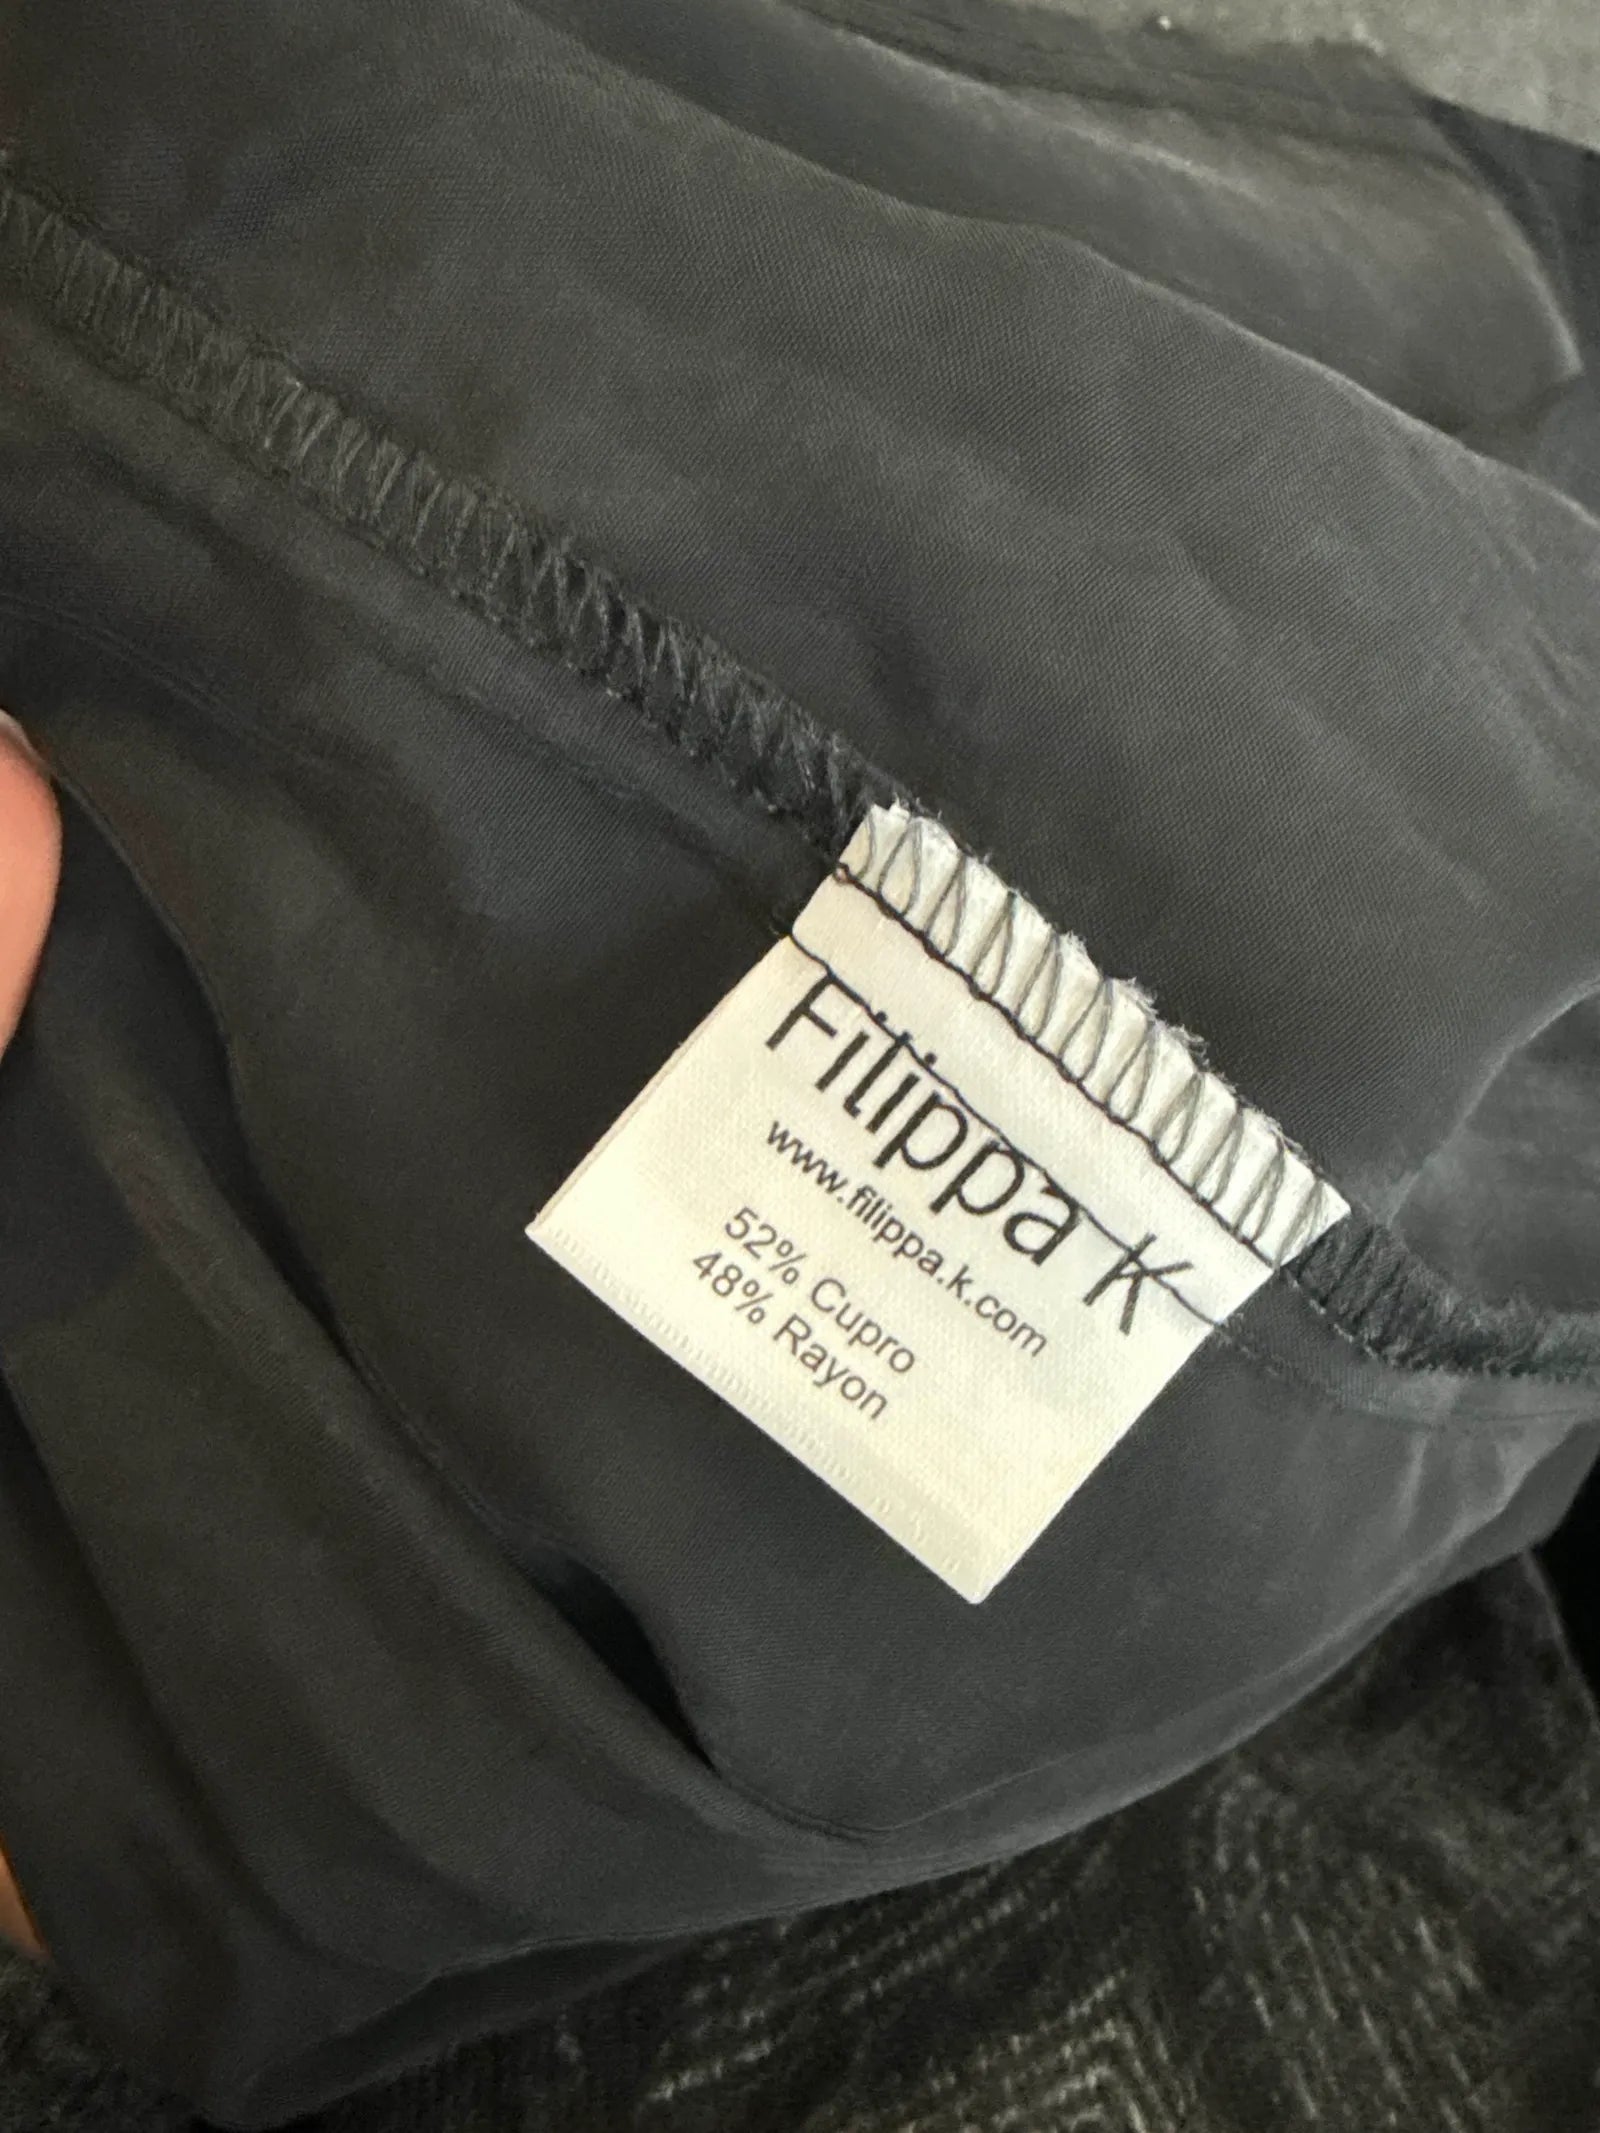 Filippa K
www.filippa.k.com
52% Cupro
48% Rayon